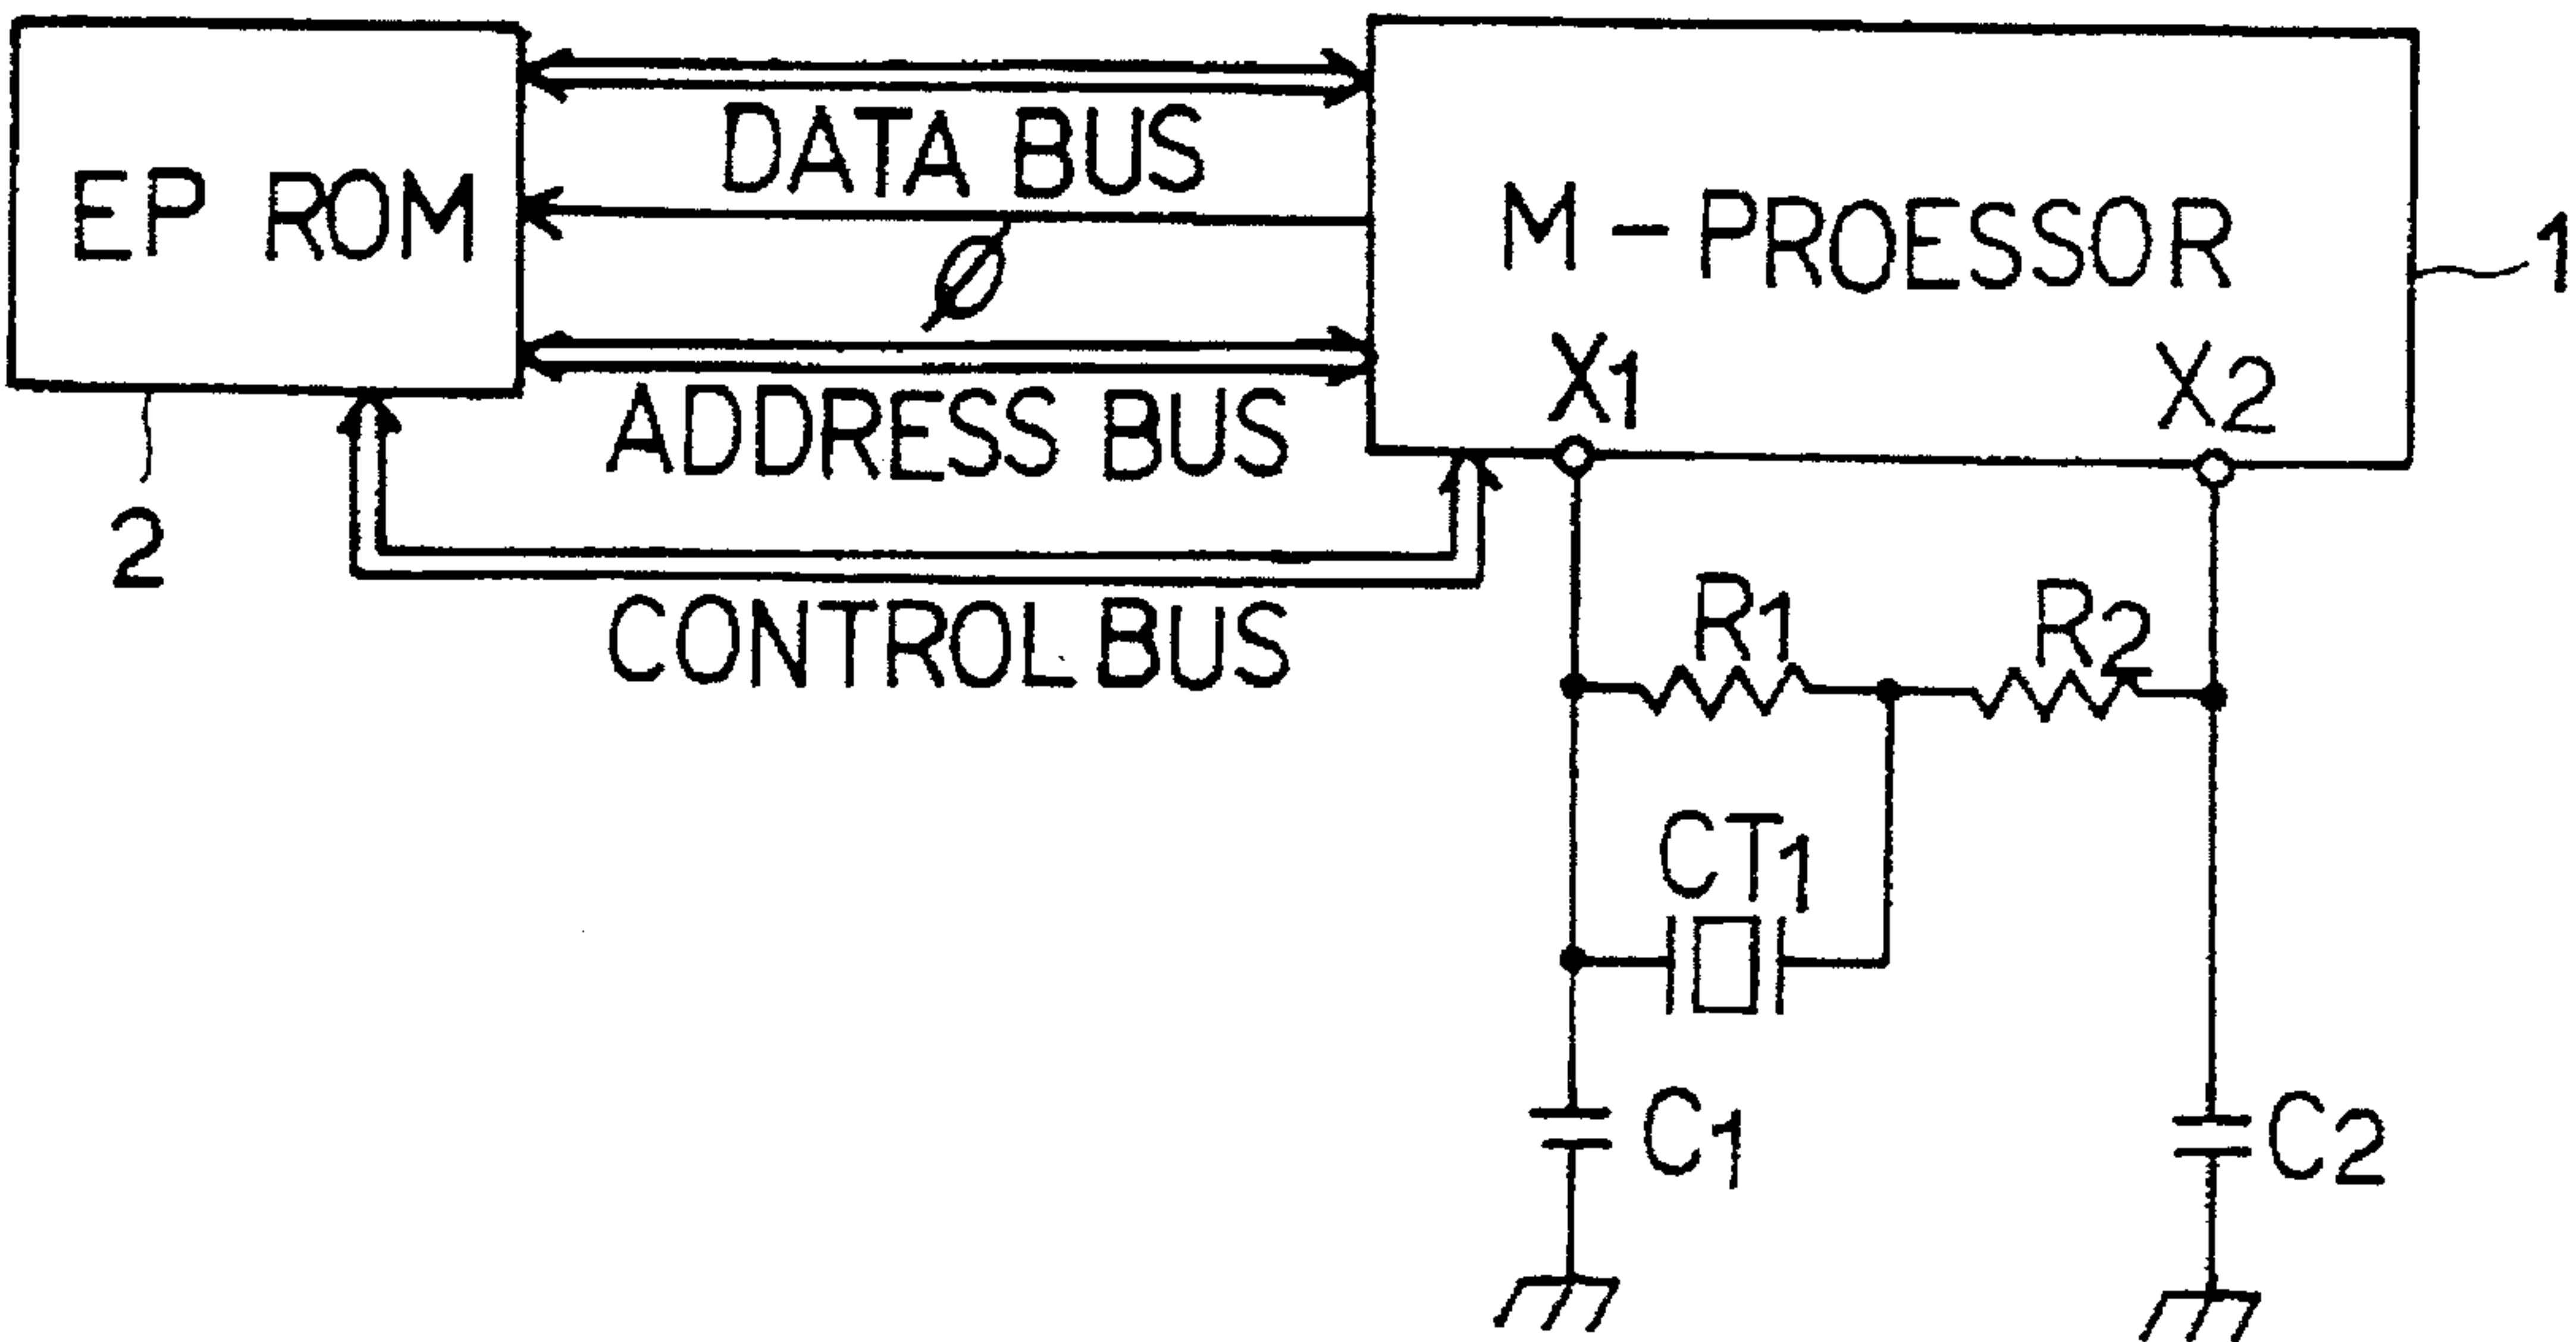 DATA BUS
EP ROM
M-PROESSOR
1
Ø
X1
X2
ADDRESS BUS
2
CONTROL BUS
R1
R2
CT1
C1
C2